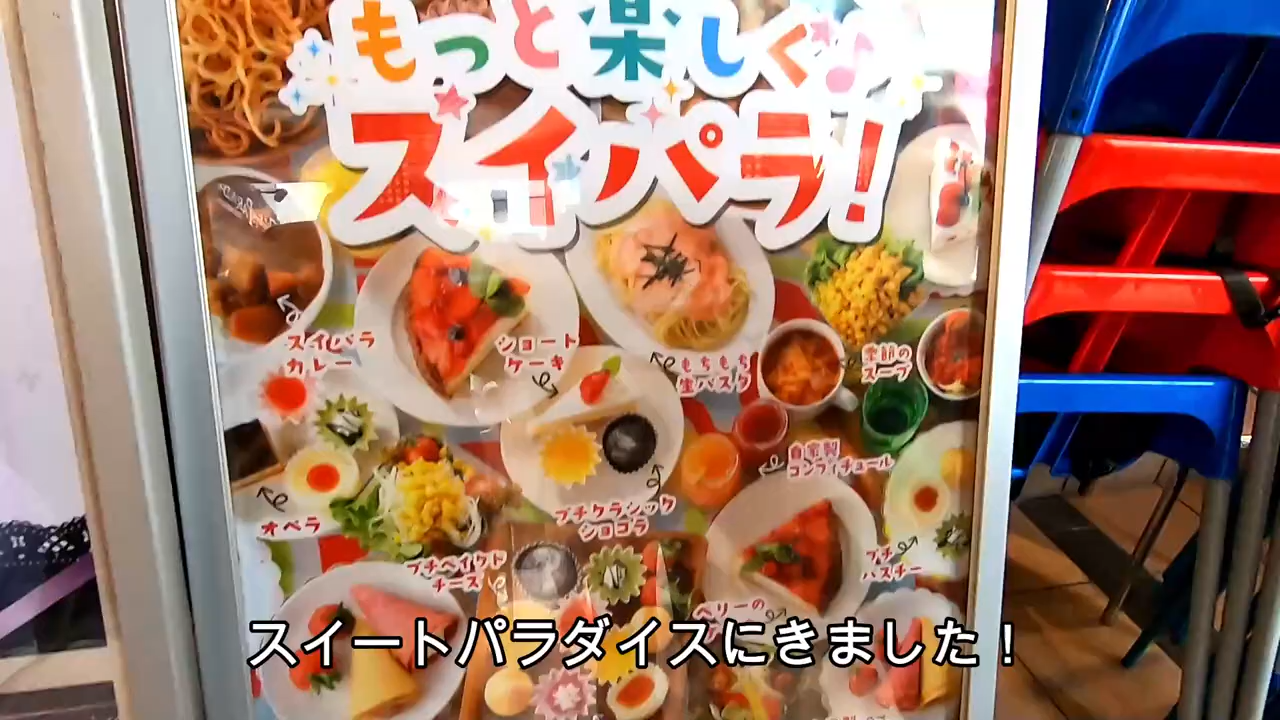 もっと楽しく♪
スイパラ!
スイパラ
カレー
ショート
ケーキ
もちもち
生パスタ
季節の
スープ
自家製
コンフィチュール
オペラ
プチクラシック
ショコラ
プチベイクド
チーズ
プチ
ベリーの
スイートパラダイスにきました!